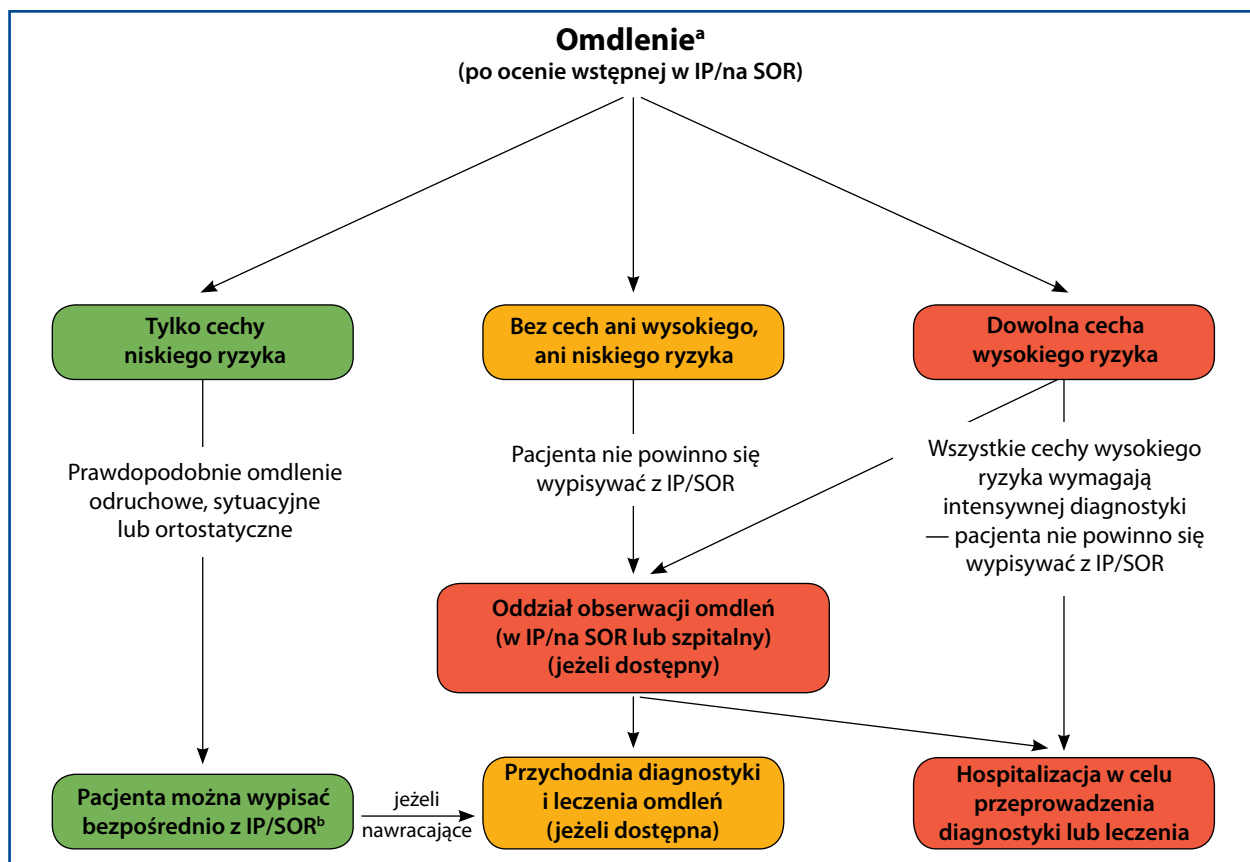 Omdlenieᵃ
(po ocenie wstępnej w IP/na SOR)
Tylko cechy
niskiego ryzyka
Bez cech ani wysokiego,
ani niskiego ryzyka
Dowolna cecha
wysokiego ryzyka
Prawdopodobnie omdlenie
odruchowe, sytuacyjne
lub ortostatyczne
Pacjenta nie powinno się
wypisywać z IP/SOR
Wszystkie cechy wysokiego
ryzyka wymagają
intensywnej diagnostyki
— pacjenta nie powinno się
wypisywać z IP/SOR
Oddział obserwacji omdleń
(w IP/na SOR lub szpitalny)
(jeżeli dostępny)
Pacjenta można wypisać
bezpośrednio z IP/SORᵇ
jeżeli
nawracające
Przychodnia diagnostyki
i leczenia omdleń
(jeżeli dostępna)
Hospitalizacja w celu
przeprowadzenia
diagnostyki lub leczenia